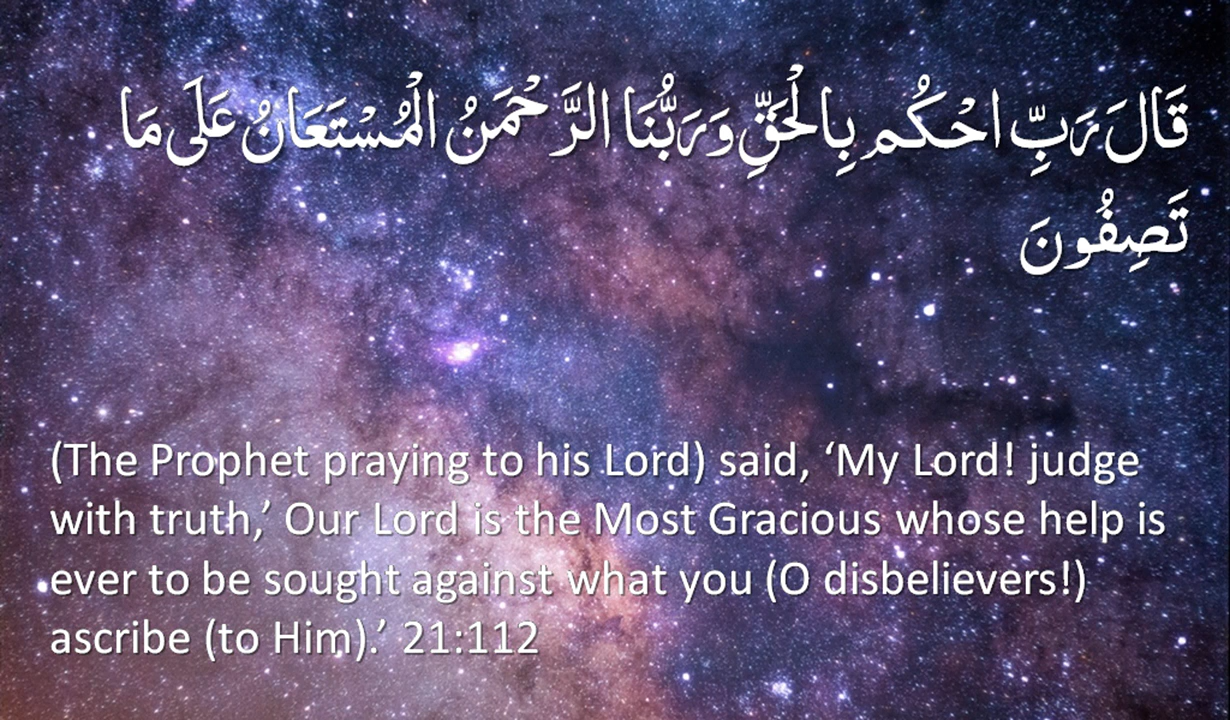 قَالَ رَبِّ احْكُم بِالْحَقِّ وَرَبُّنَا الرَّحْمَنُ الْمُسْتَعَانُ عَلَى مَا
تَصِفُونَ
(The Prophet praying to his Lord) said, ‘My Lord! judge
with truth,’ Our Lord is the Most Gracious whose help is
ever to be sought against what you (O disbelievers!)
ascribe (to Him).’ 21:112